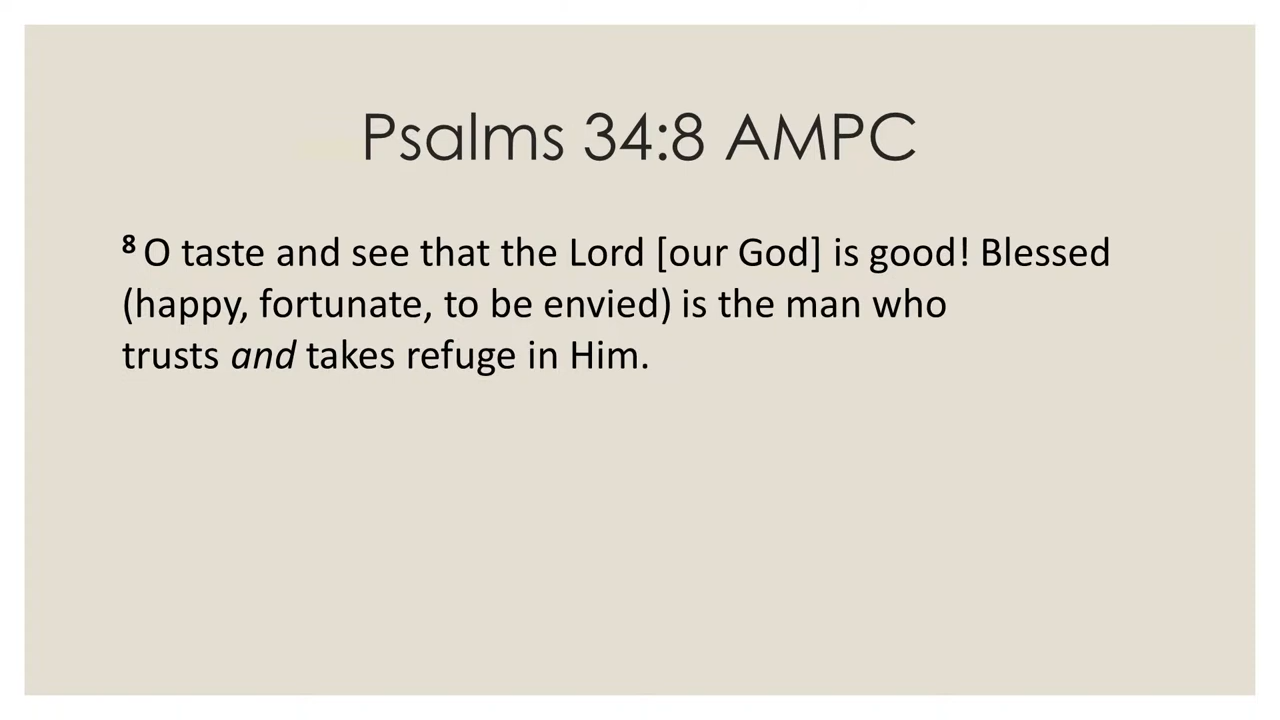 Psalms 34:8 AMPC
8 O taste and see that the Lord [our God] is good! Blessed
(happy, fortunate, to be envied) is the man who
trusts and takes refuge in Him.